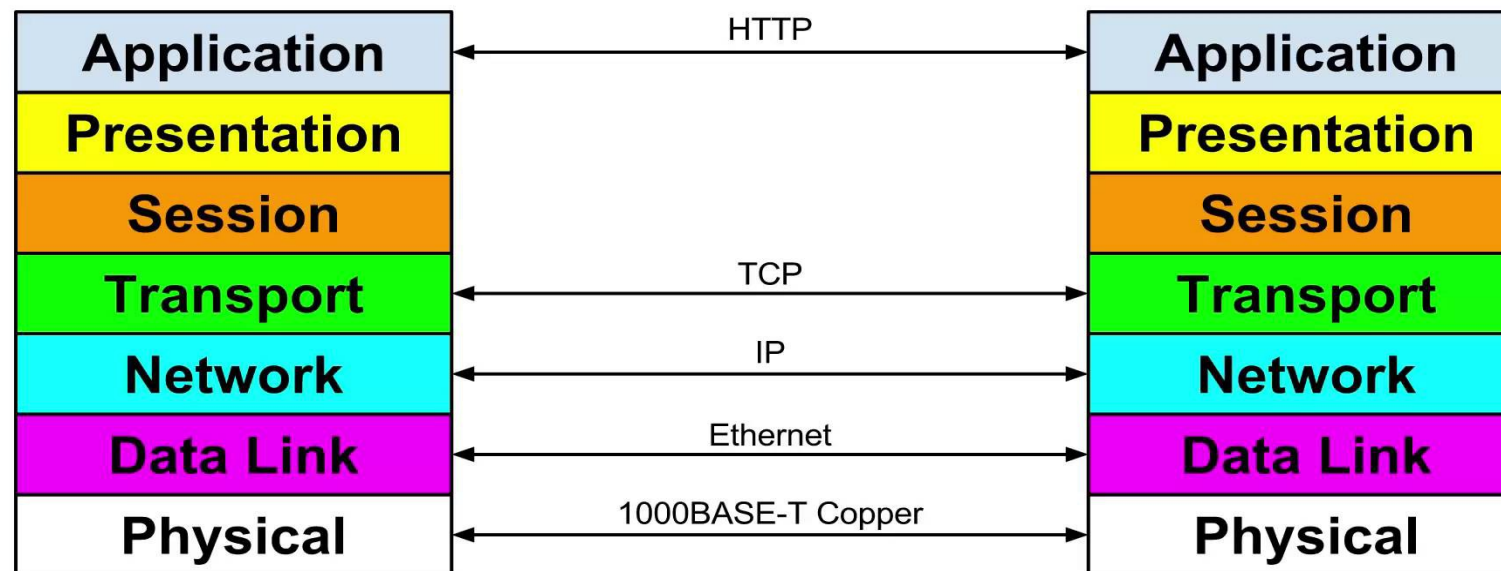 Application
HTTP
Application
Presentation
Presentation
Session
Session
Transport
TCP
Transport
Network
IP
Network
Data Link
Ethernet
Data Link
Physical
1000BASE-T Copper
Physical